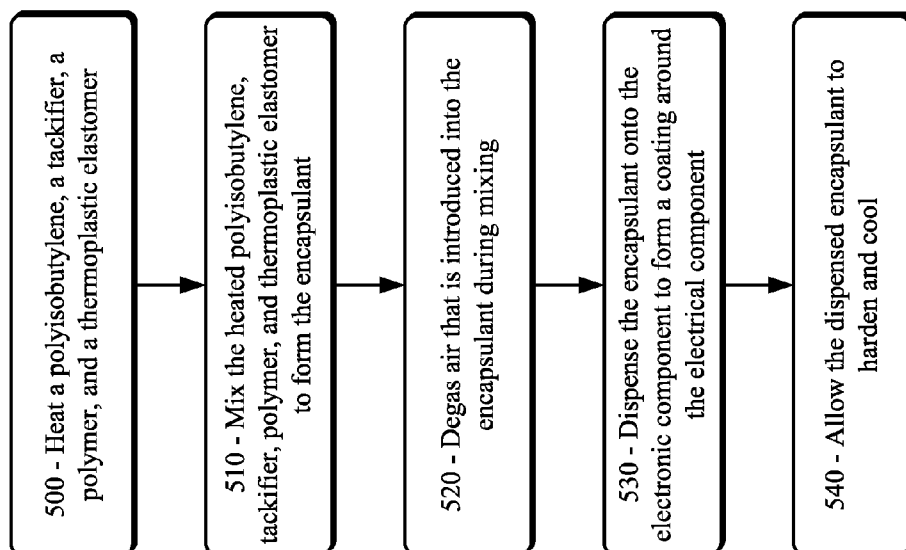 500 - Heat a polyisobutylene, a tackifier, a
polymer, and a thermoplastic elastomer
510 - Mix the heated polyisobutylene,
tackifier, polymer, and thermoplastic elastomer
to form the encapsulant
520 - Degas air that is introduced into the
encapsulant during mixing
530 - Dispense the encapsulant onto the
electronic component to form a coating around
the electrical component
540 - Allow the dispensed encapsulant to
harden and cool